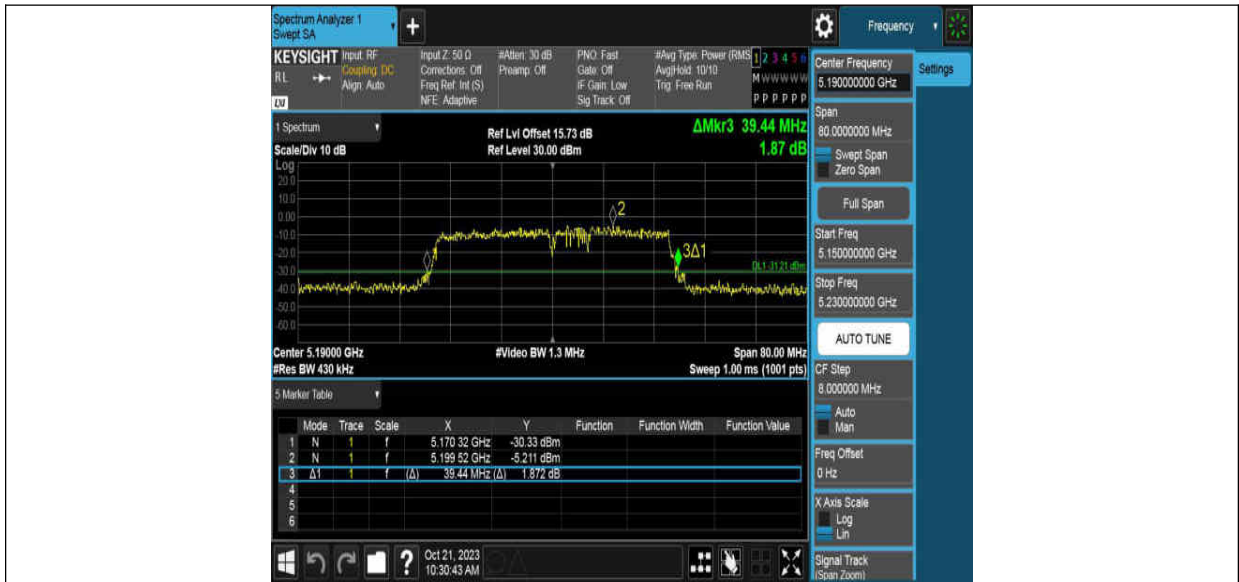 Spectrum Analyzer 1
Swept SA
+
Frequency
KEYSIGHT
RL
LXI
Input: RF
Coupling: DC
Align: Auto
Input Z: 50 Ω
Corrections: Off
Freq Ref: Int (S)
NFE: Adaptive
#Atten: 30 dB
Preamp: Off
PNO: Fast
Gate: Off
IF Gain: Low
Sig Track: Off
#Avg Type: Power (RMS
Avg|Hold: 10/10
Trig: Free Run
1 2 3 4 5 6
M W W W W W
P P P P P P
1 Spectrum
Scale/Div 10 dB
Ref Lvl Offset 15.73 dB
Ref Level 30.00 dBm
ΔMkr3 39.44 MHz
1.87 dB
Log
20.0
10.0
0.00
-10.0
-20.0
-30.0
-40.0
-50.0
-60.0
2
3Δ1
DL1 -31.21 dBm
Center 5.19000 GHz
#Video BW 1.3 MHz
Span 80.00 MHz
#Res BW 430 kHz
Sweep 1.00 ms (1001 pts)
5 Marker Table
Mode Trace Scale X Y Function Function Width Function Value
1 N 1 f 5.170 32 GHz -30.33 dBm
2 N 1 f 5.199 52 GHz -5.211 dBm
3 Δ1 1 f (Δ) 39.44 MHz (Δ) 1.872 dB
4
5
6
?
Oct 21, 2023
10:30:43 AM
Center Frequency
5.190000000 GHz
Settings
Span
80.0000000 MHz
Swept Span
Zero Span
Full Span
Start Freq
5.150000000 GHz
Stop Freq
5.230000000 GHz
AUTO TUNE
CF Step
8.000000 MHz
Auto
Man
Freq Offset
0 Hz
X Axis Scale
Log
Lin
Signal Track
(Span Zoom)